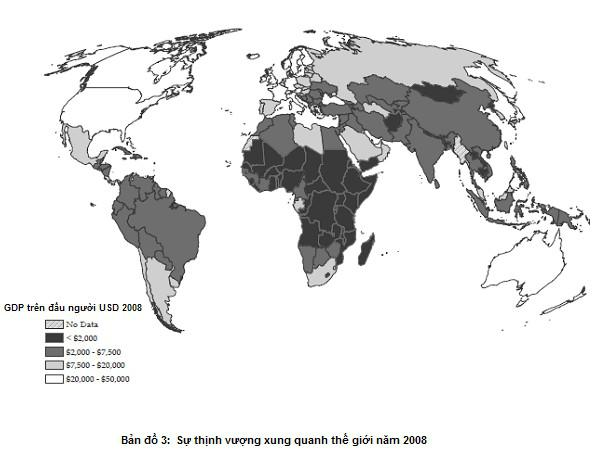 GDP trên đầu người USD 2008
No Data
< $2,000
$2,000 - $7,500
$7,500 - $20,000
$20,000 - $50,000
Bản đồ 3: Sự thịnh vượng xung quanh thế giới năm 2008